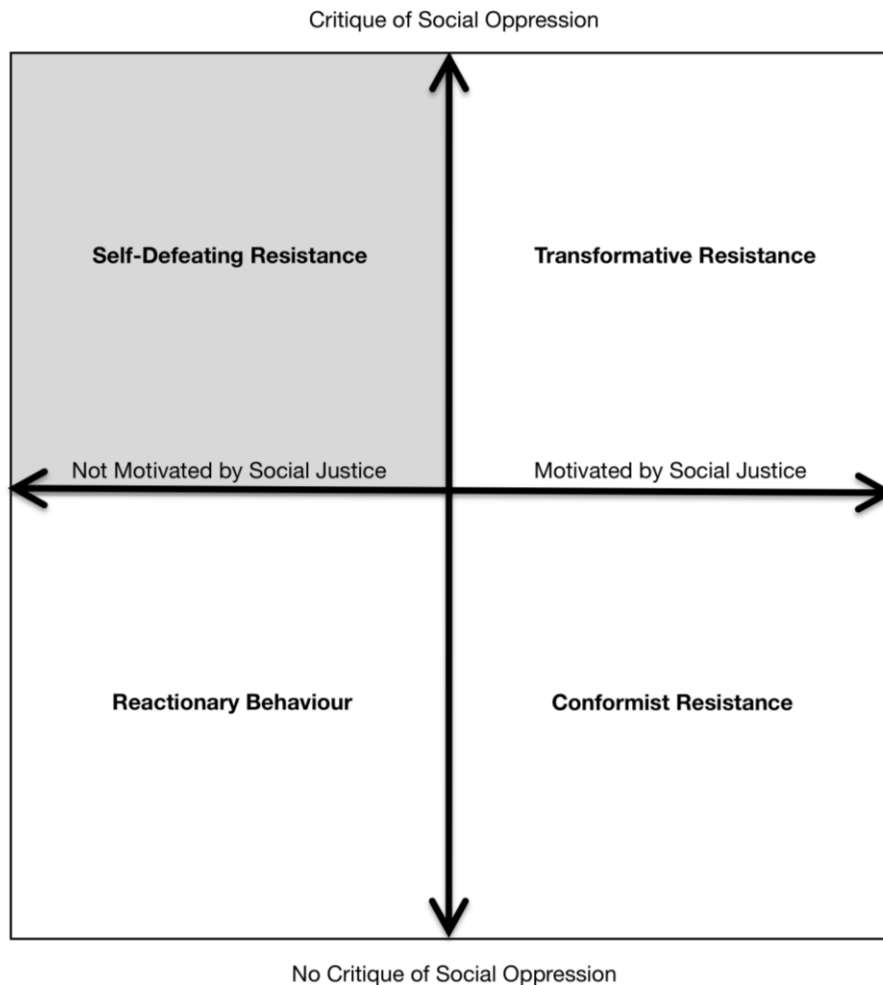 Critique of Social Oppression
Self-Defeating Resistance
Transformative Resistance
Not Motivated by Social Justice
Motivated by Social Justice
Reactionary Behaviour
Conformist Resistance
No Critique of Social Oppression